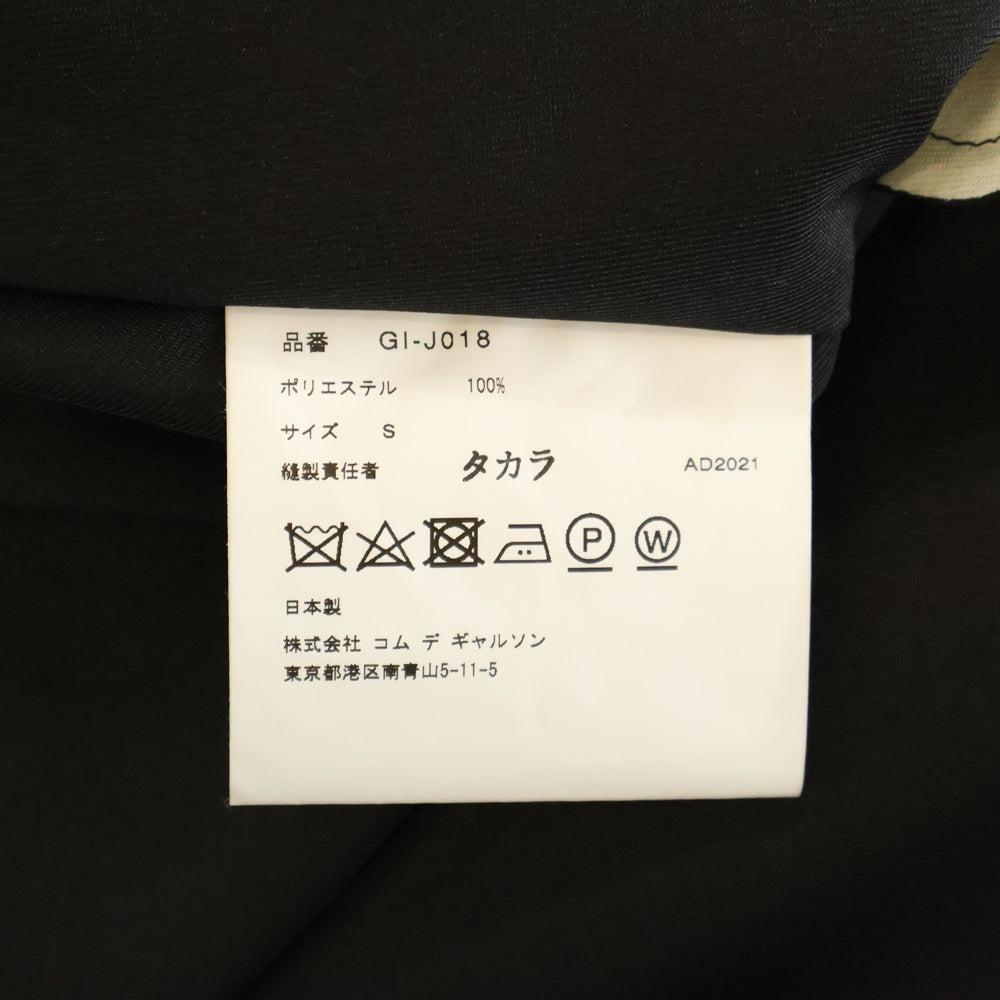 品番 GI-J018
ポリエステル 100%
サイズ S
縫製責任者 タカラ AD2021
P W
日本製
株式会社 コム デ ギャルソン
東京都港区南青山5-11-5